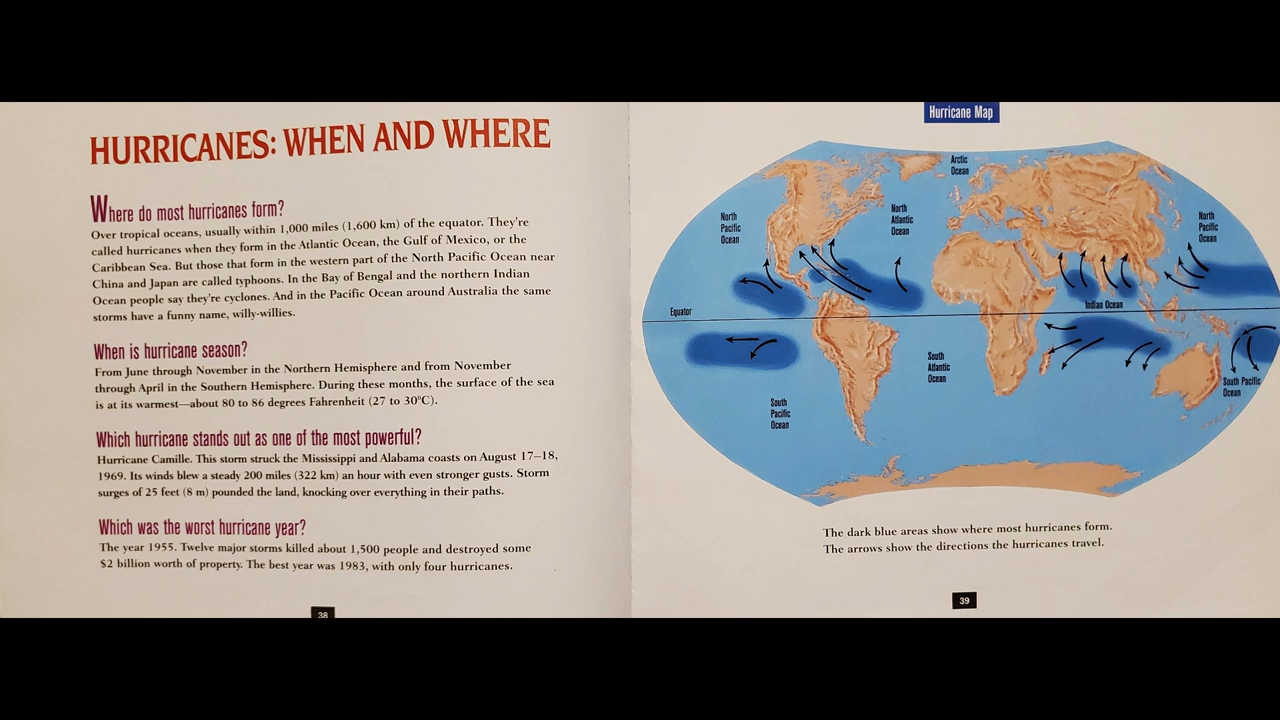 HURRICANES: WHEN AND WHERE
Where do most hurricanes form?
Over tropical oceans, usually within 1,000 miles (1,600 km) of the equator. They're
called hurricanes when they form in the Atlantic Ocean, the Gulf of Mexico, or the
Caribbean Sea. But those that form in the western part of the North Pacific Ocean near
China and Japan are called typhoons. In the Bay of Bengal and the northern Indian
Ocean people say they're cyclones. And in the Pacific Ocean around Australia the same
storms have a funny name, willy-willies.
When is hurricane season?
From June through November in the Northern Hemisphere and from November
through April in the Southern Hemisphere. During these months, the surface of the sea
is at its warmest—about 80 to 86 degrees Fahrenheit (27 to 30°C).
Which hurricane stands out as one of the most powerful?
Hurricane Camille. This storm struck the Mississippi and Alabama coasts on August 17–18,
1969. Its winds blew a steady 200 miles (322 km) an hour with even stronger gusts. Storm
surges of 25 feet (8 m) pounded the land, knocking over everything in their paths.
Which was the worst hurricane year?
The year 1955. Twelve major storms killed about 1,500 people and destroyed some
$2 billion worth of property. The best year was 1983, with only four hurricanes.
38
Hurricane Map
Arctic
Ocean
North
Pacific
Ocean
North
Atlantic
Ocean
North
Pacific
Ocean
Equator
Indian Ocean
South
Atlantic
Ocean
South Pacific
Ocean
South
Pacific
Ocean
The dark blue areas show where most hurricanes form.
The arrows show the directions the hurricanes travel.
39